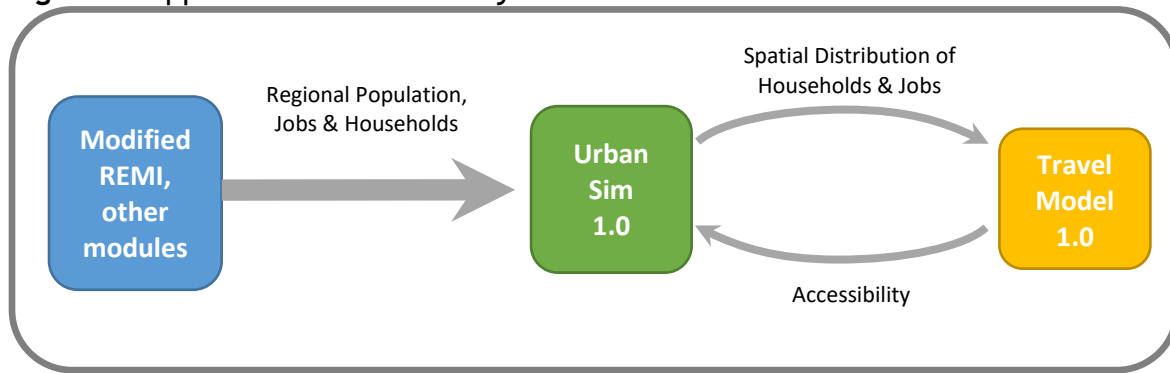 Regional Population,
Jobs & Households
Spatial Distribution of
Households & Jobs
Modified
REMI,
other
modules
Urban
Sim
1.0
Travel
Model
1.0
Accessibility